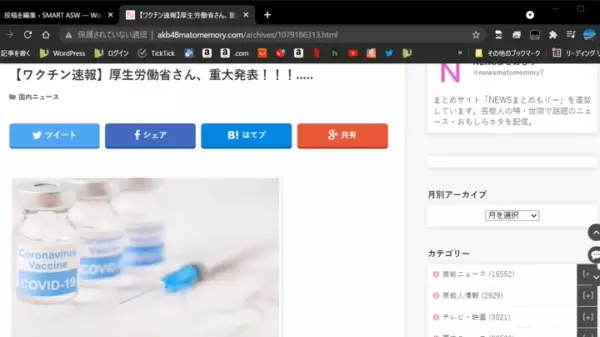 投稿を編集 ‹ SMART ASW — Wo
【ワクチン速報】厚生労働省さん、重
保護されていない通信 | akb48matomemory.com/archives/1079186313.html
記事を書く
WordPress
ログイン
TickTick
その他のブックマーク
リーディング リ
【ワクチン速報】厚生労働省さん、重大発表！！！.....
国内ニュース
ツイート
シェア
B! はてブ
共有
Coronavirus
Vaccine
COVID-19
Coronavirus
Vaccine
COVID-19
N
@newsmatomemory7
まとめサイト「NEWSまとめもりー」を運営
しています。芸能人の噂・世間で話題のニュ
ース・おもしろネタを配信。
月別アーカイブ
月を選択
カテゴリー
芸能ニュース (16552)
芸能人情報 (2929)
[+]
テレビ・映画 (3021)
[+]